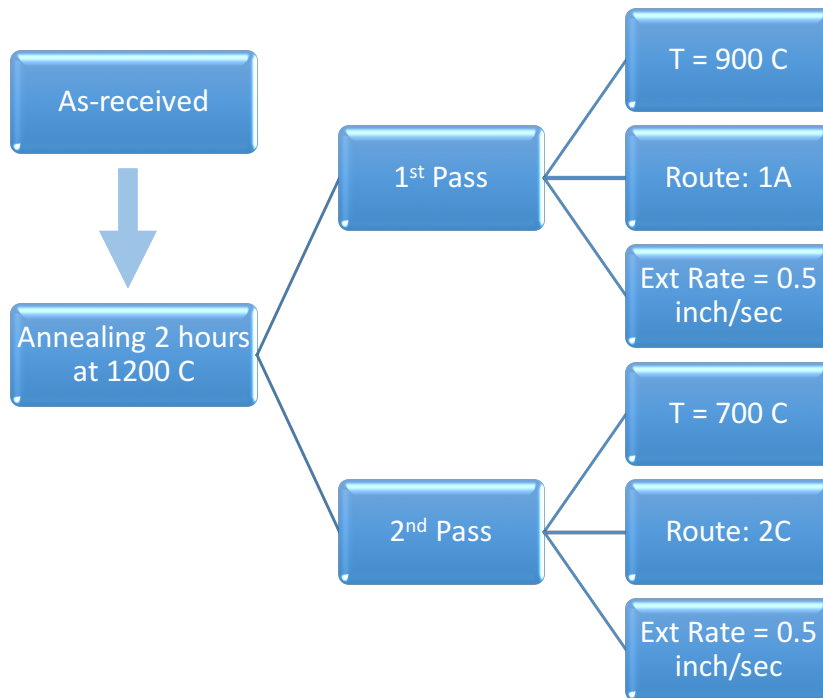 As-received
Annealing 2 hours
at 1200 C
1st Pass
T = 900 C
Route: 1A
Ext Rate = 0.5
inch/sec
2nd Pass
T = 700 C
Route: 2C
Ext Rate = 0.5
inch/sec